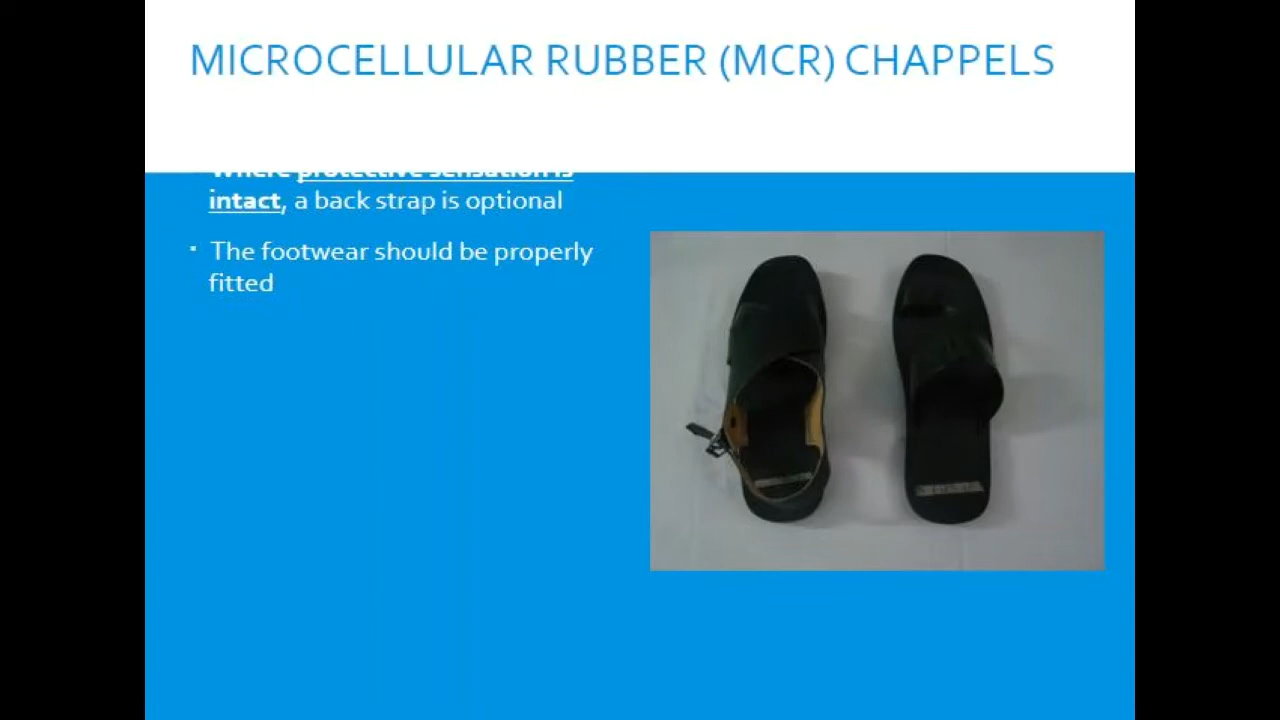 MICROCELLULAR RUBBER (MCR) CHAPPELS
Where protective sensation is
intact, a back strap is optional
▪ The footwear should be properly
fitted